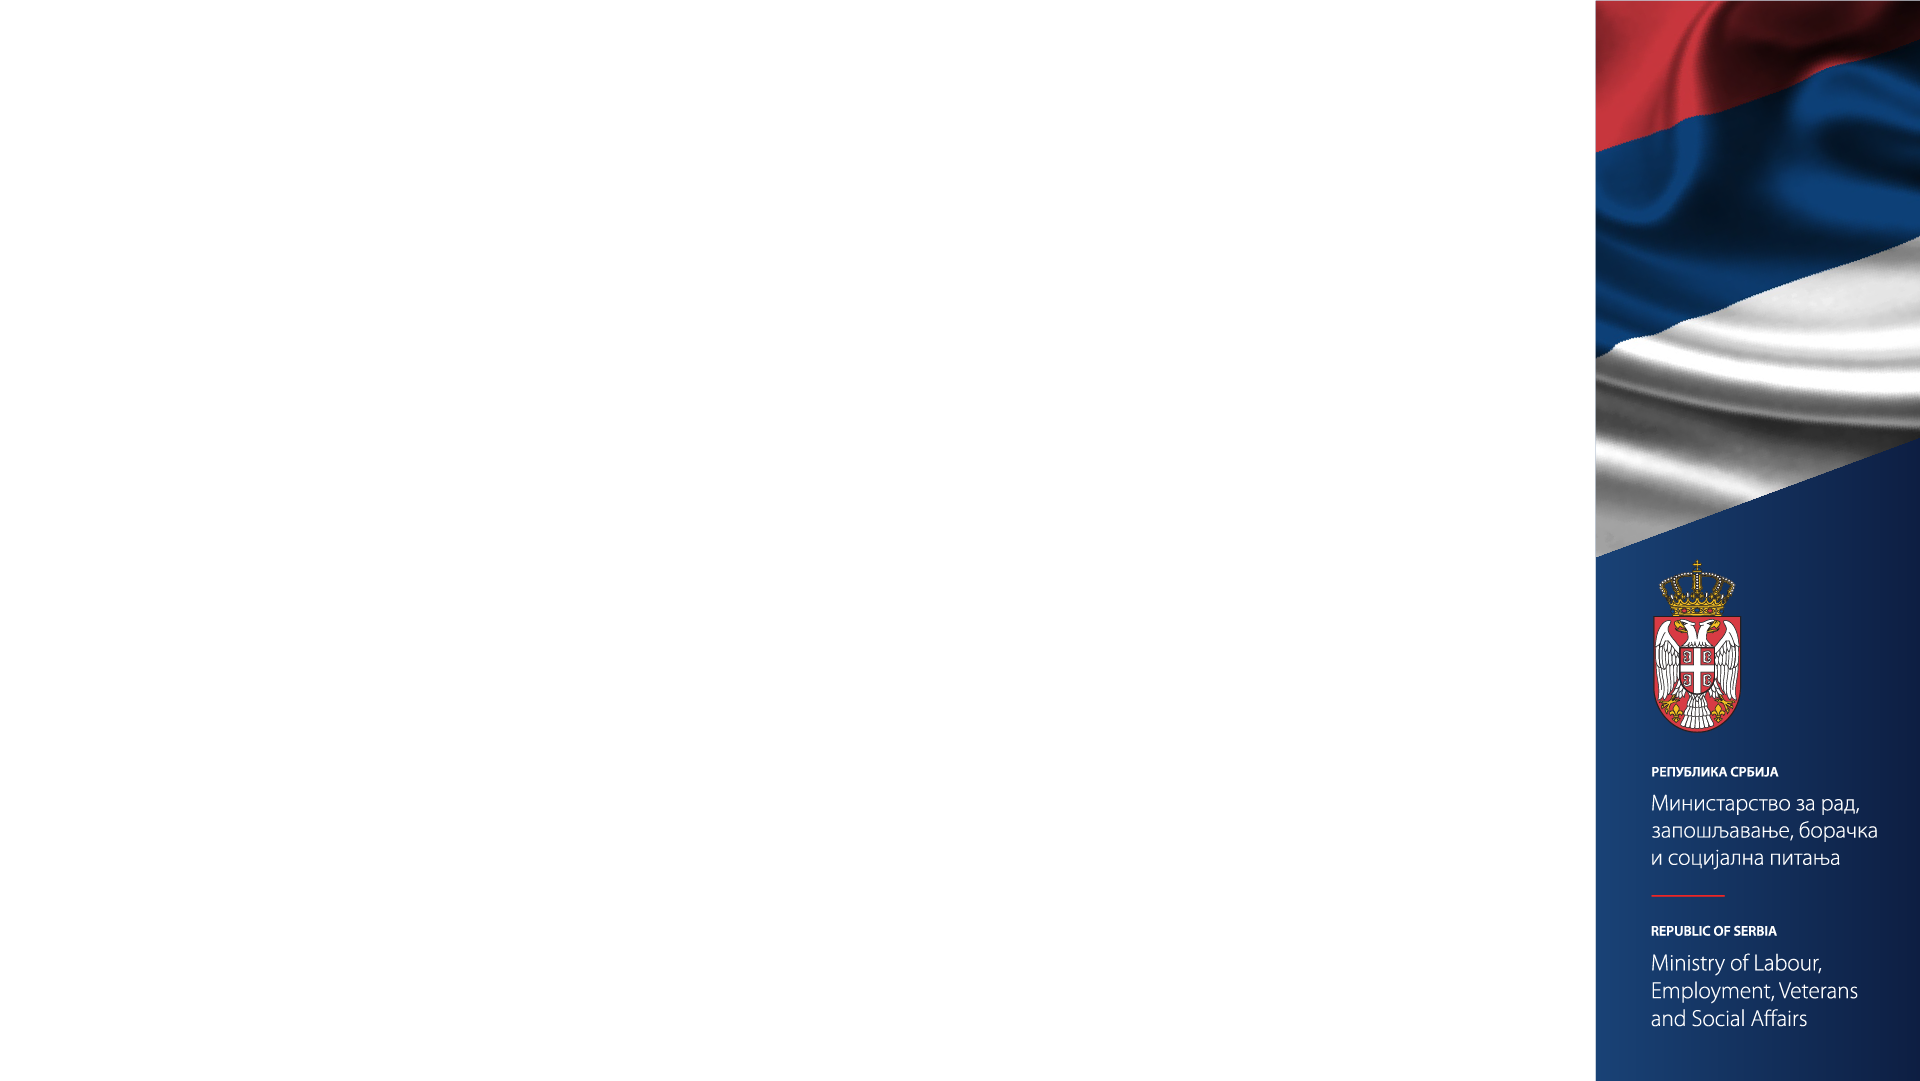 РЕПУБЛИКА СРБИЈА
Министарство за рад,
запошљавање, борачка
и социјална питања
REPUBLIC OF SERBIA
Ministry of Labour,
Employment, Veterans
and Social Affairs